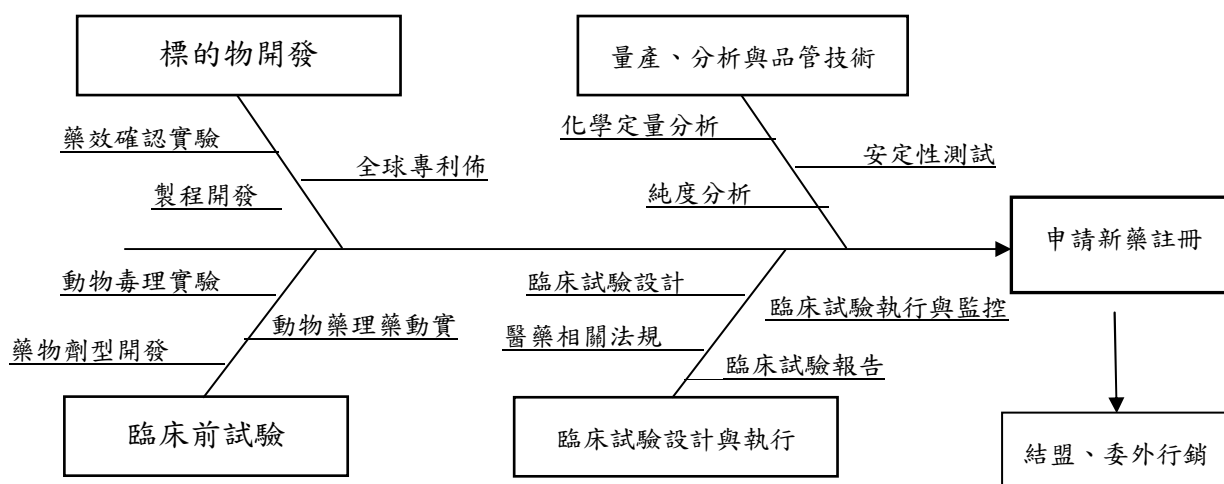 標的物開發
量產、分析與品管技術
藥效確認實驗
全球專利佈
製程開發
化學定量分析
安定性測試
純度分析
申請新藥註冊
動物毒理實驗
動物藥理藥動實
藥物劑型開發
臨床試驗設計
臨床試驗執行與監控
醫藥相關法規
臨床試驗報告
臨床前試驗
臨床試驗設計與執行
結盟、委外行銷